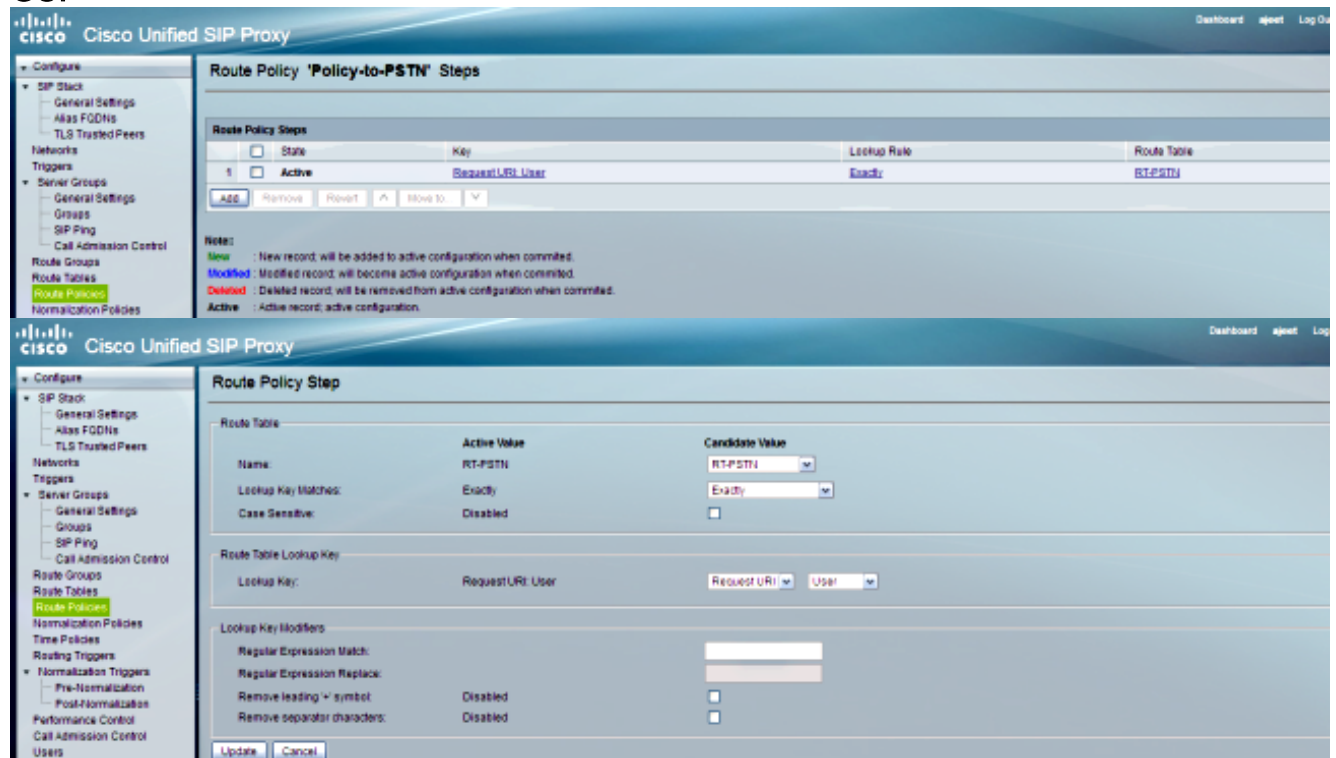 CISCO Cisco Unified SIP Proxy
Dashboard ajeet Log Ou
Configure
SIP Stack
General Settings
Alias FQDNs
TLS Trusted Peers
Networks
Triggers
Server Groups
General Settings
Groups
SIP Ping
Call Admission Control
Route Groups
Route Tables
Route Policies
Normalization Policies
Route Policy 'Policy-to-PSTN' Steps
Route Policy Steps
State Key Lookup Rule Route Table
1 Active Request URI: User Exactly RT-PSTN
Add Remove Revert Move to
Note:
New : New record; will be added to active configuration when commited.
Modified : Modified record; will become active configuration when commited.
Deleted : Deleted record; will be removed from active configuration when commited.
Active : Active record; active configuration.
CISCO Cisco Unified SIP Proxy
Dashboard ajeet Log
Configure
SIP Stack
General Settings
Alias FQDNs
TLS Trusted Peers
Networks
Triggers
Server Groups
General Settings
Groups
SIP Ping
Call Admission Control
Route Groups
Route Tables
Route Policies
Normalization Policies
Time Policies
Routing Triggers
Normalization Triggers
Pre-Normalization
Post-Normalization
Performance Control
Call Admission Control
Users
Route Policy Step
Route Table
Active Value Candidate Value
Name: RT-PSTN RT-PSTN
Lookup Key Matches: Exactly Exactly
Case Sensitive: Disabled
Route Table Lookup Key
Lookup Key: Request URI: User Request URI User
Lookup Key Modifiers
Regular Expression Match:
Regular Expression Replace:
Remove leading '+' symbol: Disabled
Remove separator characters: Disabled
Update Cancel